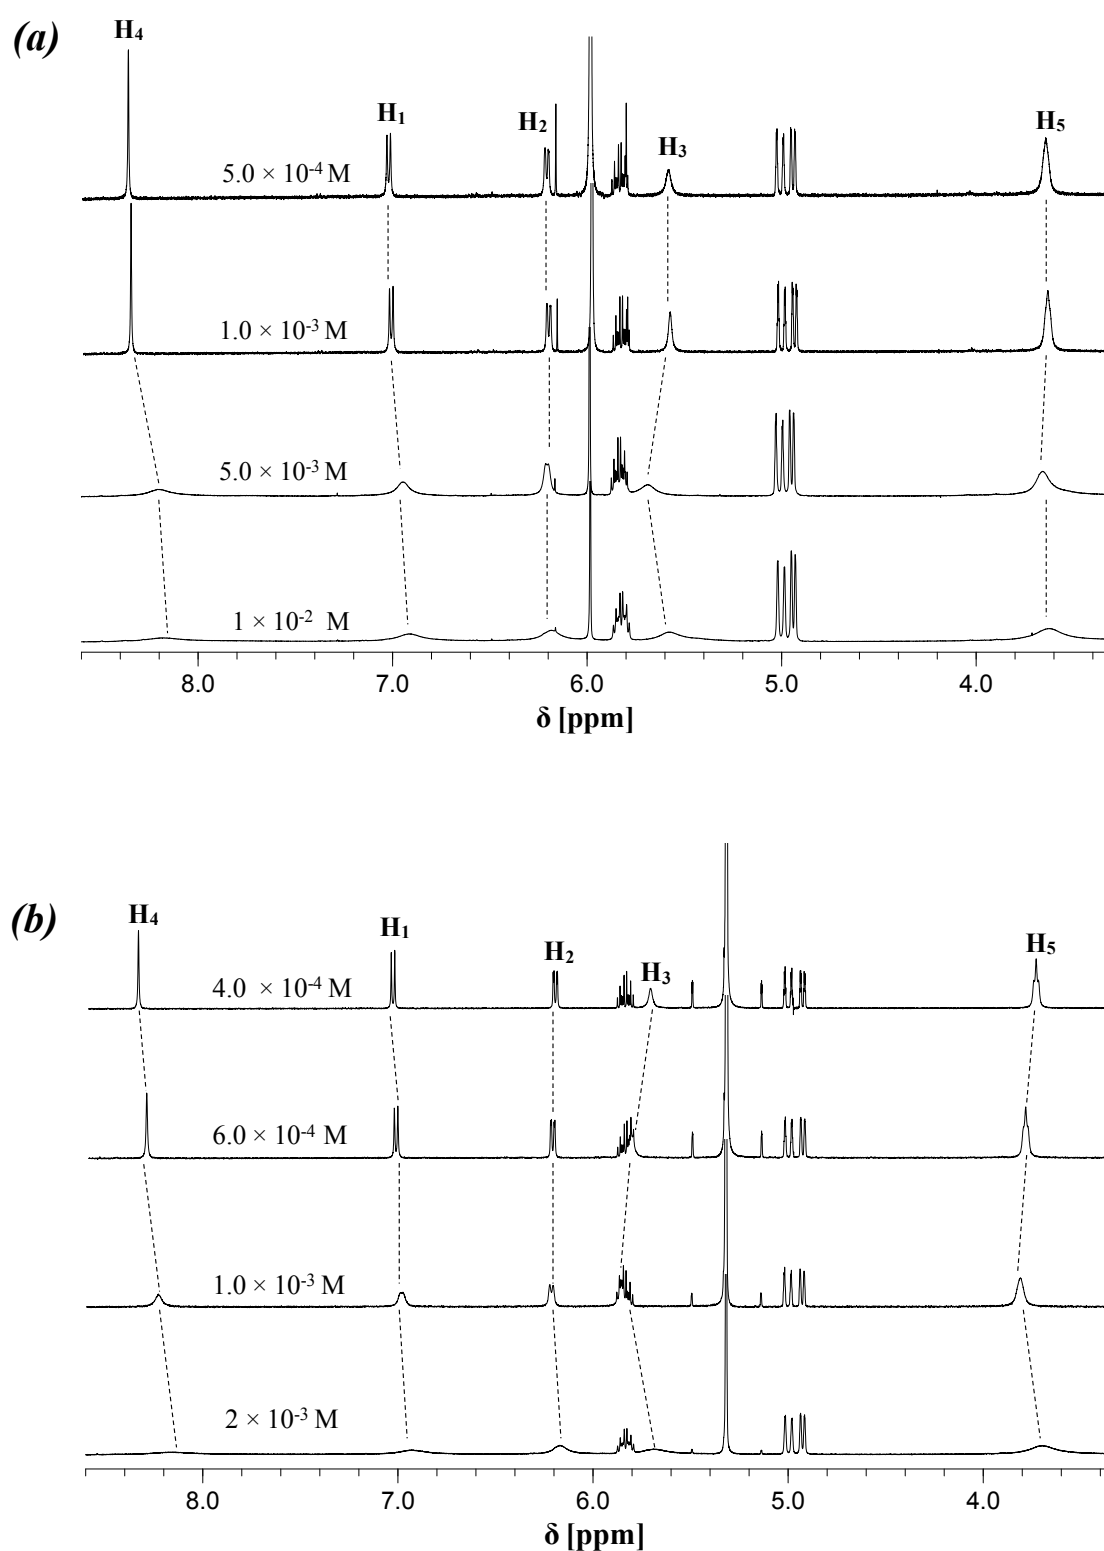 (a)
H₄
H₁
H₂
H₃
H₅
5.0 × 10⁻⁴ M
1.0 × 10⁻³ M
5.0 × 10⁻³ M
1 × 10⁻² M
8.0 7.0 6.0 5.0 4.0
δ [ppm]
(b)
H₄
H₁
H₂
H₃
H₅
4.0 × 10⁻⁴ M
6.0 × 10⁻⁴ M
1.0 × 10⁻³ M
2 × 10⁻³ M
8.0 7.0 6.0 5.0 4.0
δ [ppm]